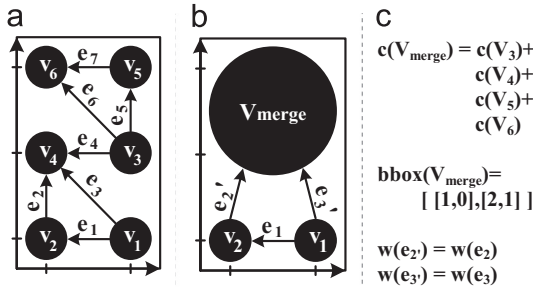 a
b
c
v6
e7
v5
e6
e5
v4
e4
v3
e2
e3
v2
e1
v1
Vmerge
e2'
e3'
v2
e1
v1
c(Vmerge) = c(V3)+
c(V4)+
c(V5)+
c(V6)
bbox(Vmerge)=
[ [1,0],[2,1] ]
w(e2') = w(e2)
w(e3') = w(e3)